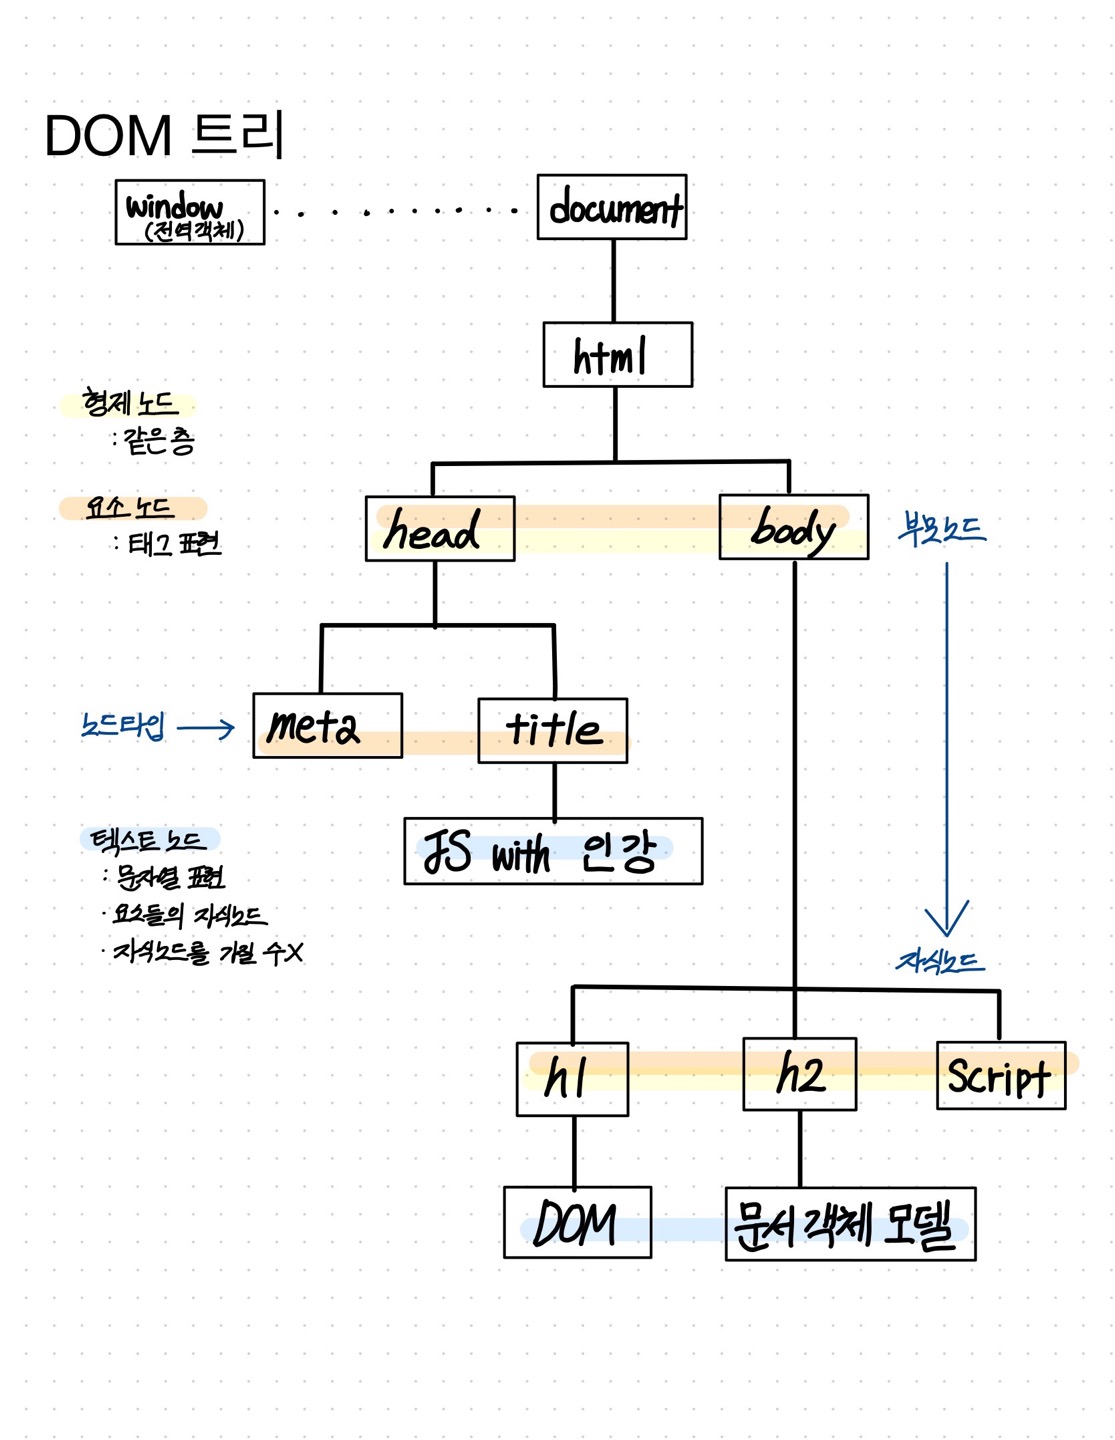 DOM 트리
window
(전역객체)
document
html
형제 노드
: 같은 층
요소 노드
: 태그 표현
head
body
부모노드
노드타입 →
meta
title
텍스트 노드
: 문자열 표현
· 요소들의 자식노드
· 자식노드를 가질 수X
JS with 인강
자식노드
h1
h2
Script
DOM
문서 객체 모델